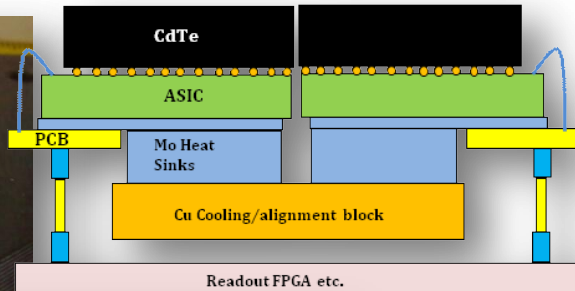 CdTe
ASIC
PCB
Mo Heat
Sinks
Cu Cooling/alignment block
Readout FPGA etc.